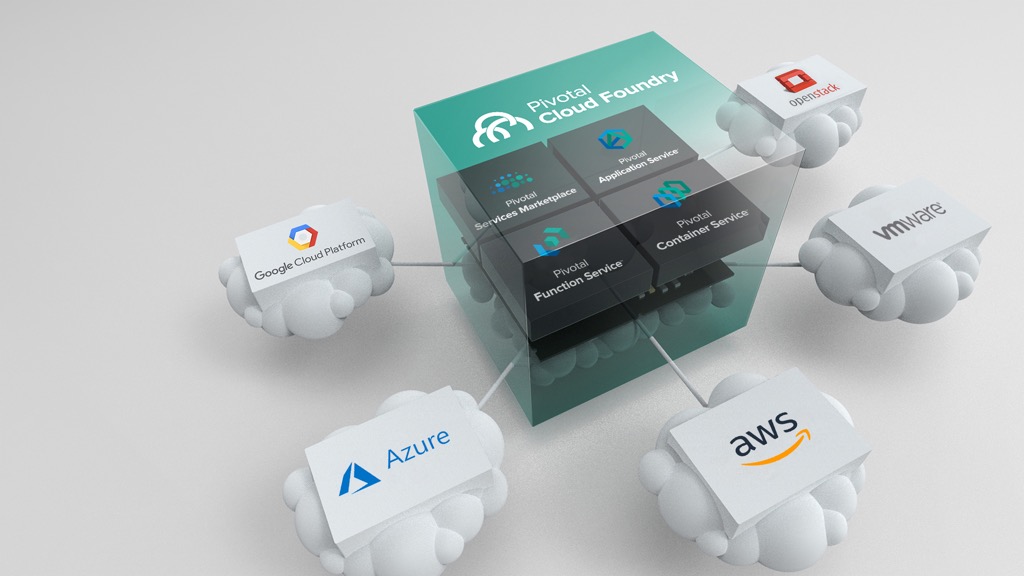 Pivotal
Cloud Foundry
openstack
Pivotal
Application Service
Pivotal
Services Marketplace
Pivotal
Container Service
vmware
Google Cloud Platform
Pivotal
Function Service
Azure
aws